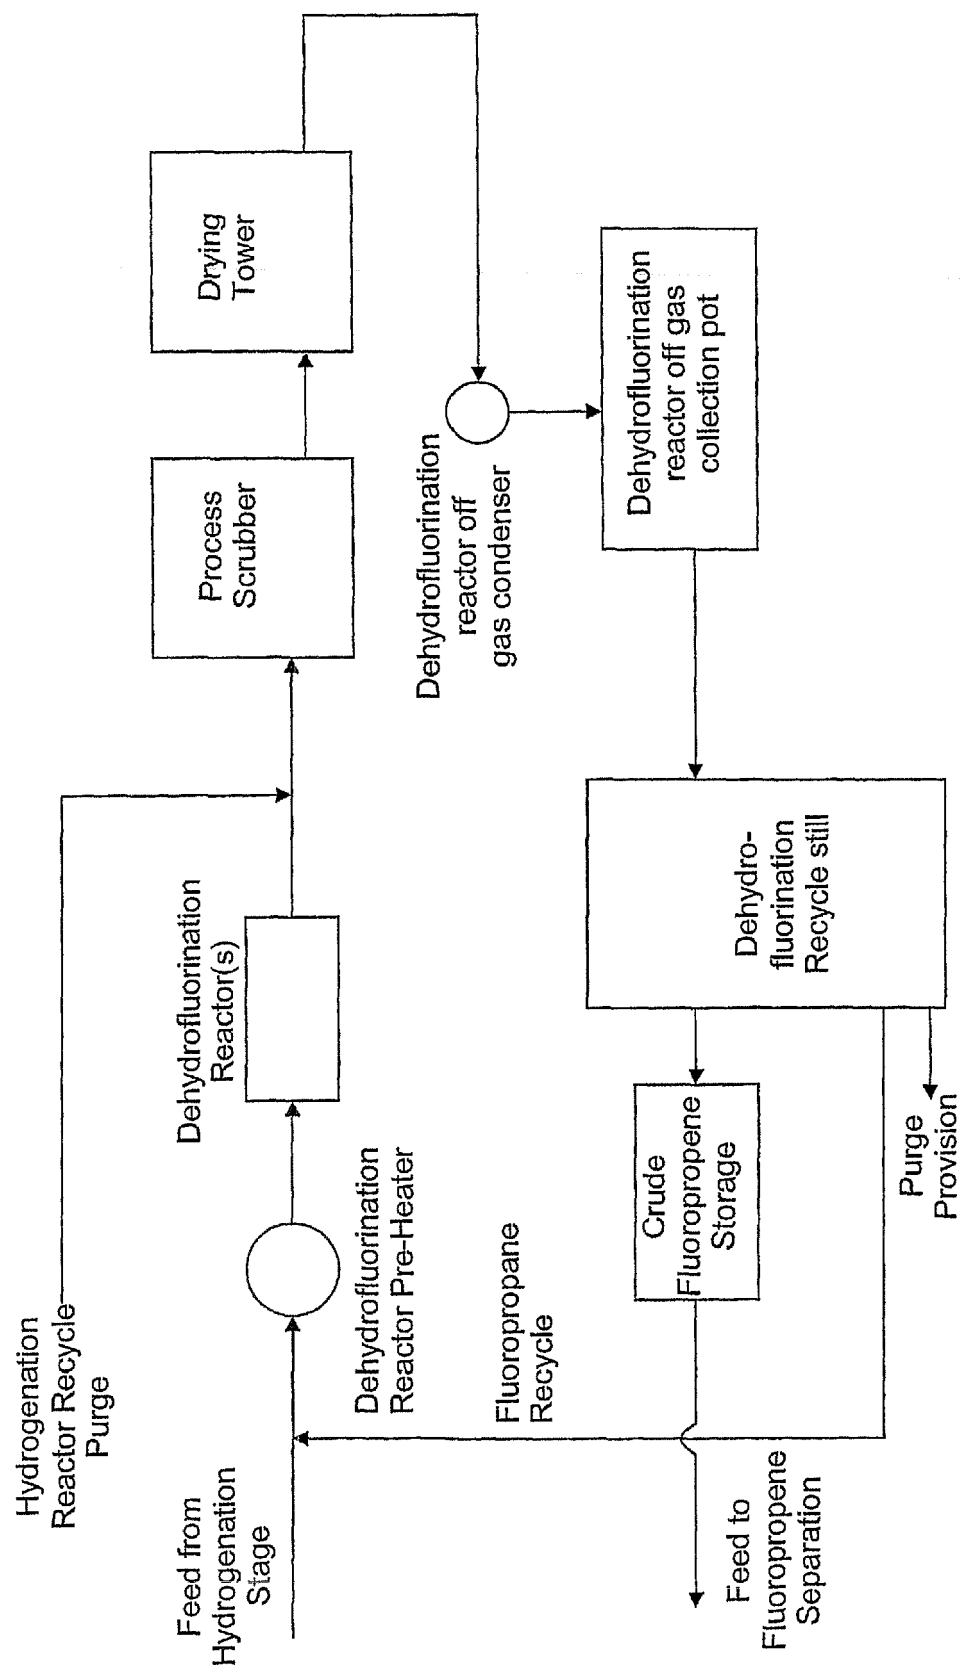 Hydrogenation
Reactor Recycle
Purge
Feed from
Hydrogenation
Stage
Dehydrofluorination
Reactor Pre-Heater
Dehydrofluorination
Reactor(s)
Process
Scrubber
Drying
Tower
Dehydrofluorination
reactor off
gas condenser
Dehydrofluorination
reactor off gas
collection pot
Dehydro-
fluorination
Recycle still
Crude
Fluoropropene
Storage
Purge
Provision
Fluoropropane
Recycle
Feed to
Fluoropropene
Separation